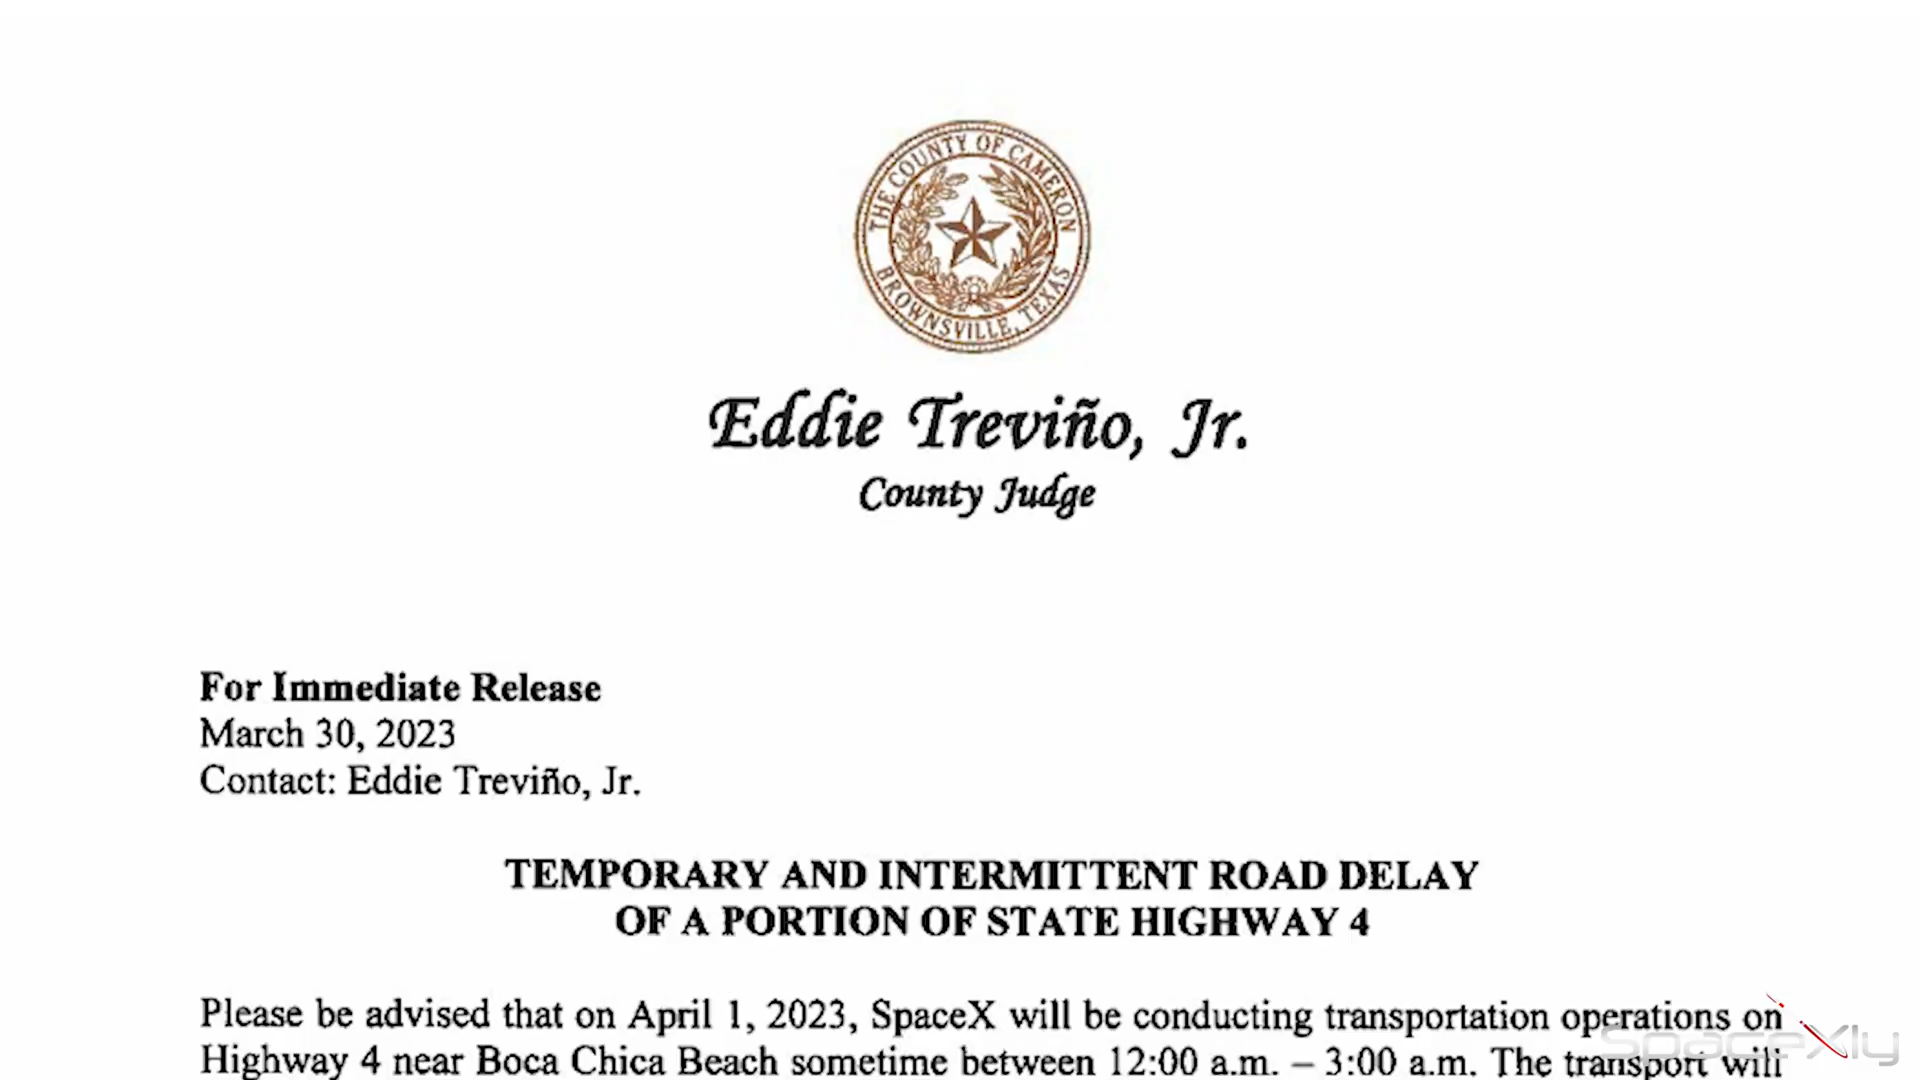 THE COUNTY OF CAMERON
BROWNSVILLE, TEXAS
Eddie Treviño, Jr.
County Judge
For Immediate Release
March 30, 2023
Contact: Eddie Treviño, Jr.
TEMPORARY AND INTERMITTENT ROAD DELAY
OF A PORTION OF STATE HIGHWAY 4
Please be advised that on April 1, 2023, SpaceX will be conducting transportation operations on
Highway 4 near Boca Chica Beach sometime between 12:00 a.m. – 3:00 a.m. The transport will
SpaceXly